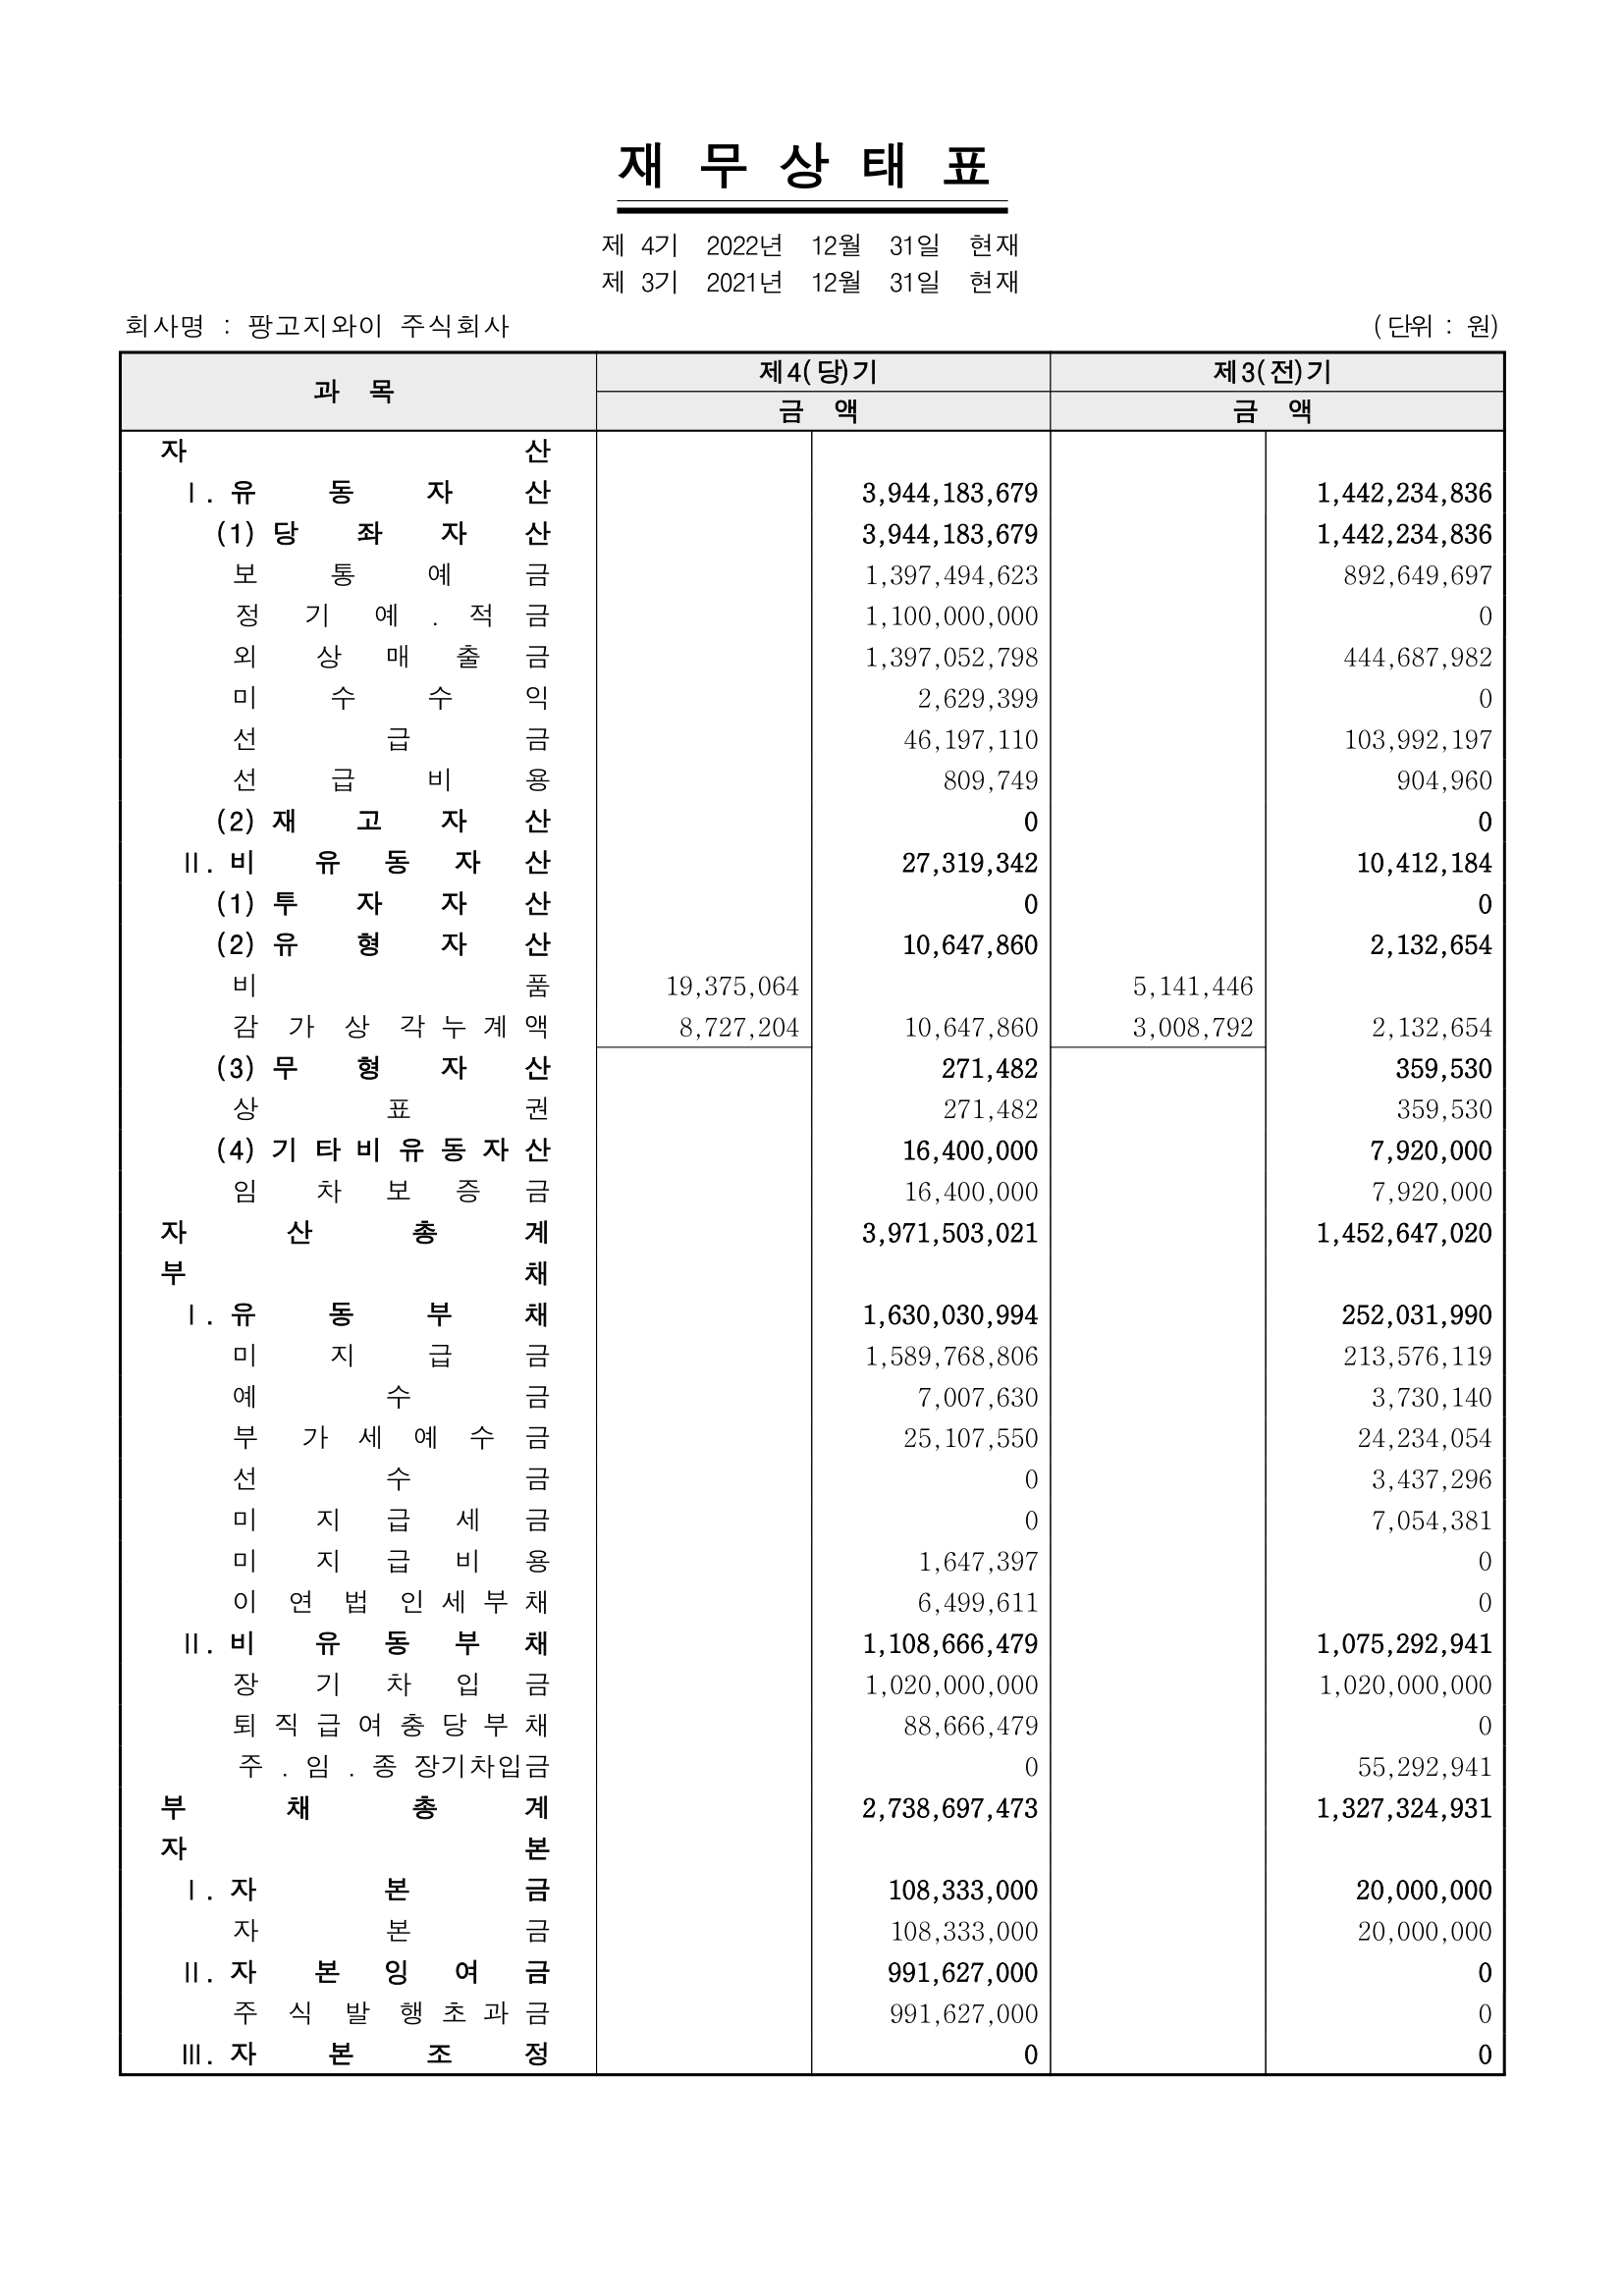 재 무 상 태 표
제 4기 2022년 12월 31일 현재
제 3기 2021년 12월 31일 현재
회사명 : 팡고지와이 주식회사 (단위 : 원)
과 목 제4(당)기 제3(전)기
금 액 금 액
자 산
Ⅰ. 유 동 자 산 3,944,183,679 1,442,234,836
(1) 당 좌 자 산 3,944,183,679 1,442,234,836
보 통 예 금 1,397,494,623 892,649,697
정 기 예 . 적 금 1,100,000,000 0
외 상 매 출 금 1,397,052,798 444,687,982
미 수 수 익 2,629,399 0
선 급 금 46,197,110 103,992,197
선 급 비 용 809,749 904,960
(2) 재 고 자 산 0 0
Ⅱ. 비 유 동 자 산 27,319,342 10,412,184
(1) 투 자 자 산 0 0
(2) 유 형 자 산 10,647,860 2,132,654
비 품 19,375,064 5,141,446
감 가 상 각 누 계 액 8,727,204 10,647,860 3,008,792 2,132,654
(3) 무 형 자 산 271,482 359,530
상 표 권 271,482 359,530
(4) 기 타 비 유 동 자 산 16,400,000 7,920,000
임 차 보 증 금 16,400,000 7,920,000
자 산 총 계 3,971,503,021 1,452,647,020
부 채
Ⅰ. 유 동 부 채 1,630,030,994 252,031,990
미 지 급 금 1,589,768,806 213,576,119
예 수 금 7,007,630 3,730,140
부 가 세 예 수 금 25,107,550 24,234,054
선 수 금 0 3,437,296
미 지 급 세 금 0 7,054,381
미 지 급 비 용 1,647,397 0
이 연 법 인 세 부 채 6,499,611 0
Ⅱ. 비 유 동 부 채 1,108,666,479 1,075,292,941
장 기 차 입 금 1,020,000,000 1,020,000,000
퇴 직 급 여 충 당 부 채 88,666,479 0
주 . 임 . 종 장기차입금 0 55,292,941
부 채 총 계 2,738,697,473 1,327,324,931
자 본
Ⅰ. 자 본 금 108,333,000 20,000,000
자 본 금 108,333,000 20,000,000
Ⅱ. 자 본 잉 여 금 991,627,000 0
주 식 발 행 초 과 금 991,627,000 0
Ⅲ. 자 본 조 정 0 0